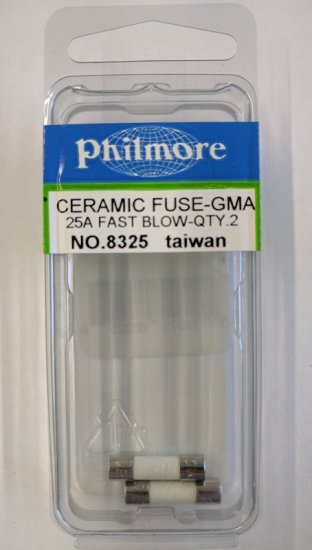 Philmore
CERAMIC FUSE-GMA
25A FAST BLOW-QTY.2
NO.8325 taiwan